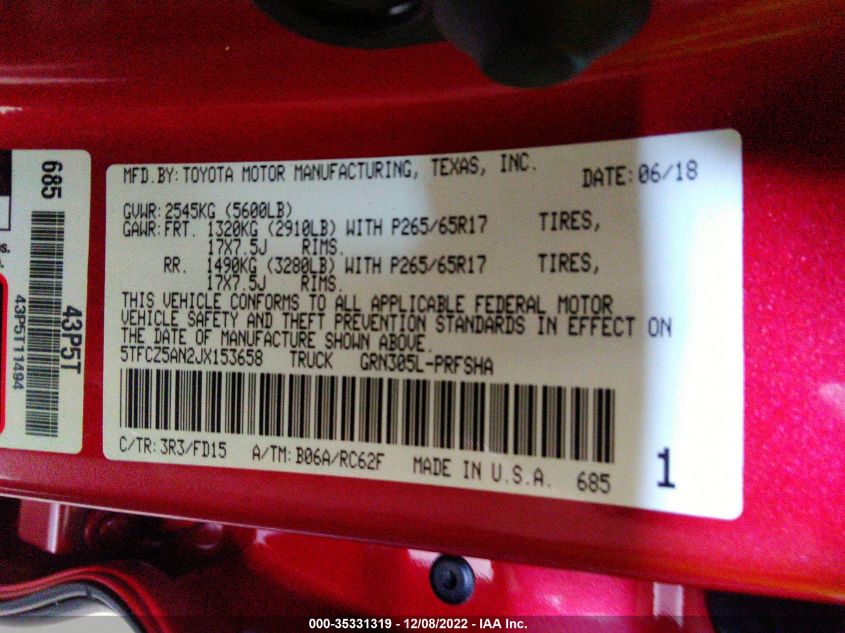 MFD.BY: TOYOTA MOTOR MANUFACTURING, TEXAS, INC. DATE: 06/18
GVWR: 2545KG (5600LB)
GAWR: FRT. 1320KG (2910LB) WITH P265/65R17 TIRES,
17X7.5J RIMS.
RR. 1490KG (3280LB) WITH P265/65R17 TIRES,
17X7.5J RIMS.
THIS VEHICLE CONFORMS TO ALL APPLICABLE FEDERAL MOTOR
VEHICLE SAFETY AND THEFT PREVENTION STANDARDS IN EFFECT ON
THE DATE OF MANUFACTURE SHOWN ABOVE.
5TFCZ5AN2JX153658 TRUCK GRN305L-PRFSHA
C/TR: 3R3/FD15 A/TM: B06A/RC62F MADE IN U.S.A. 685 1
685
43P5T
43P5T11494
000-35331319 - 12/08/2022 - IAA Inc.